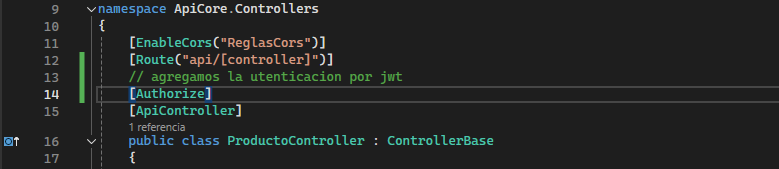 9 namespace ApiCore.Controllers
10 {
11 [EnableCors("ReglasCors")]
12 [Route("api/[controller]")]
13 // agregamos la utenticacion por jwt
14 [Authorize]
15 [ApiController]
1 referencia
16 public class ProductoController : ControllerBase
17 {